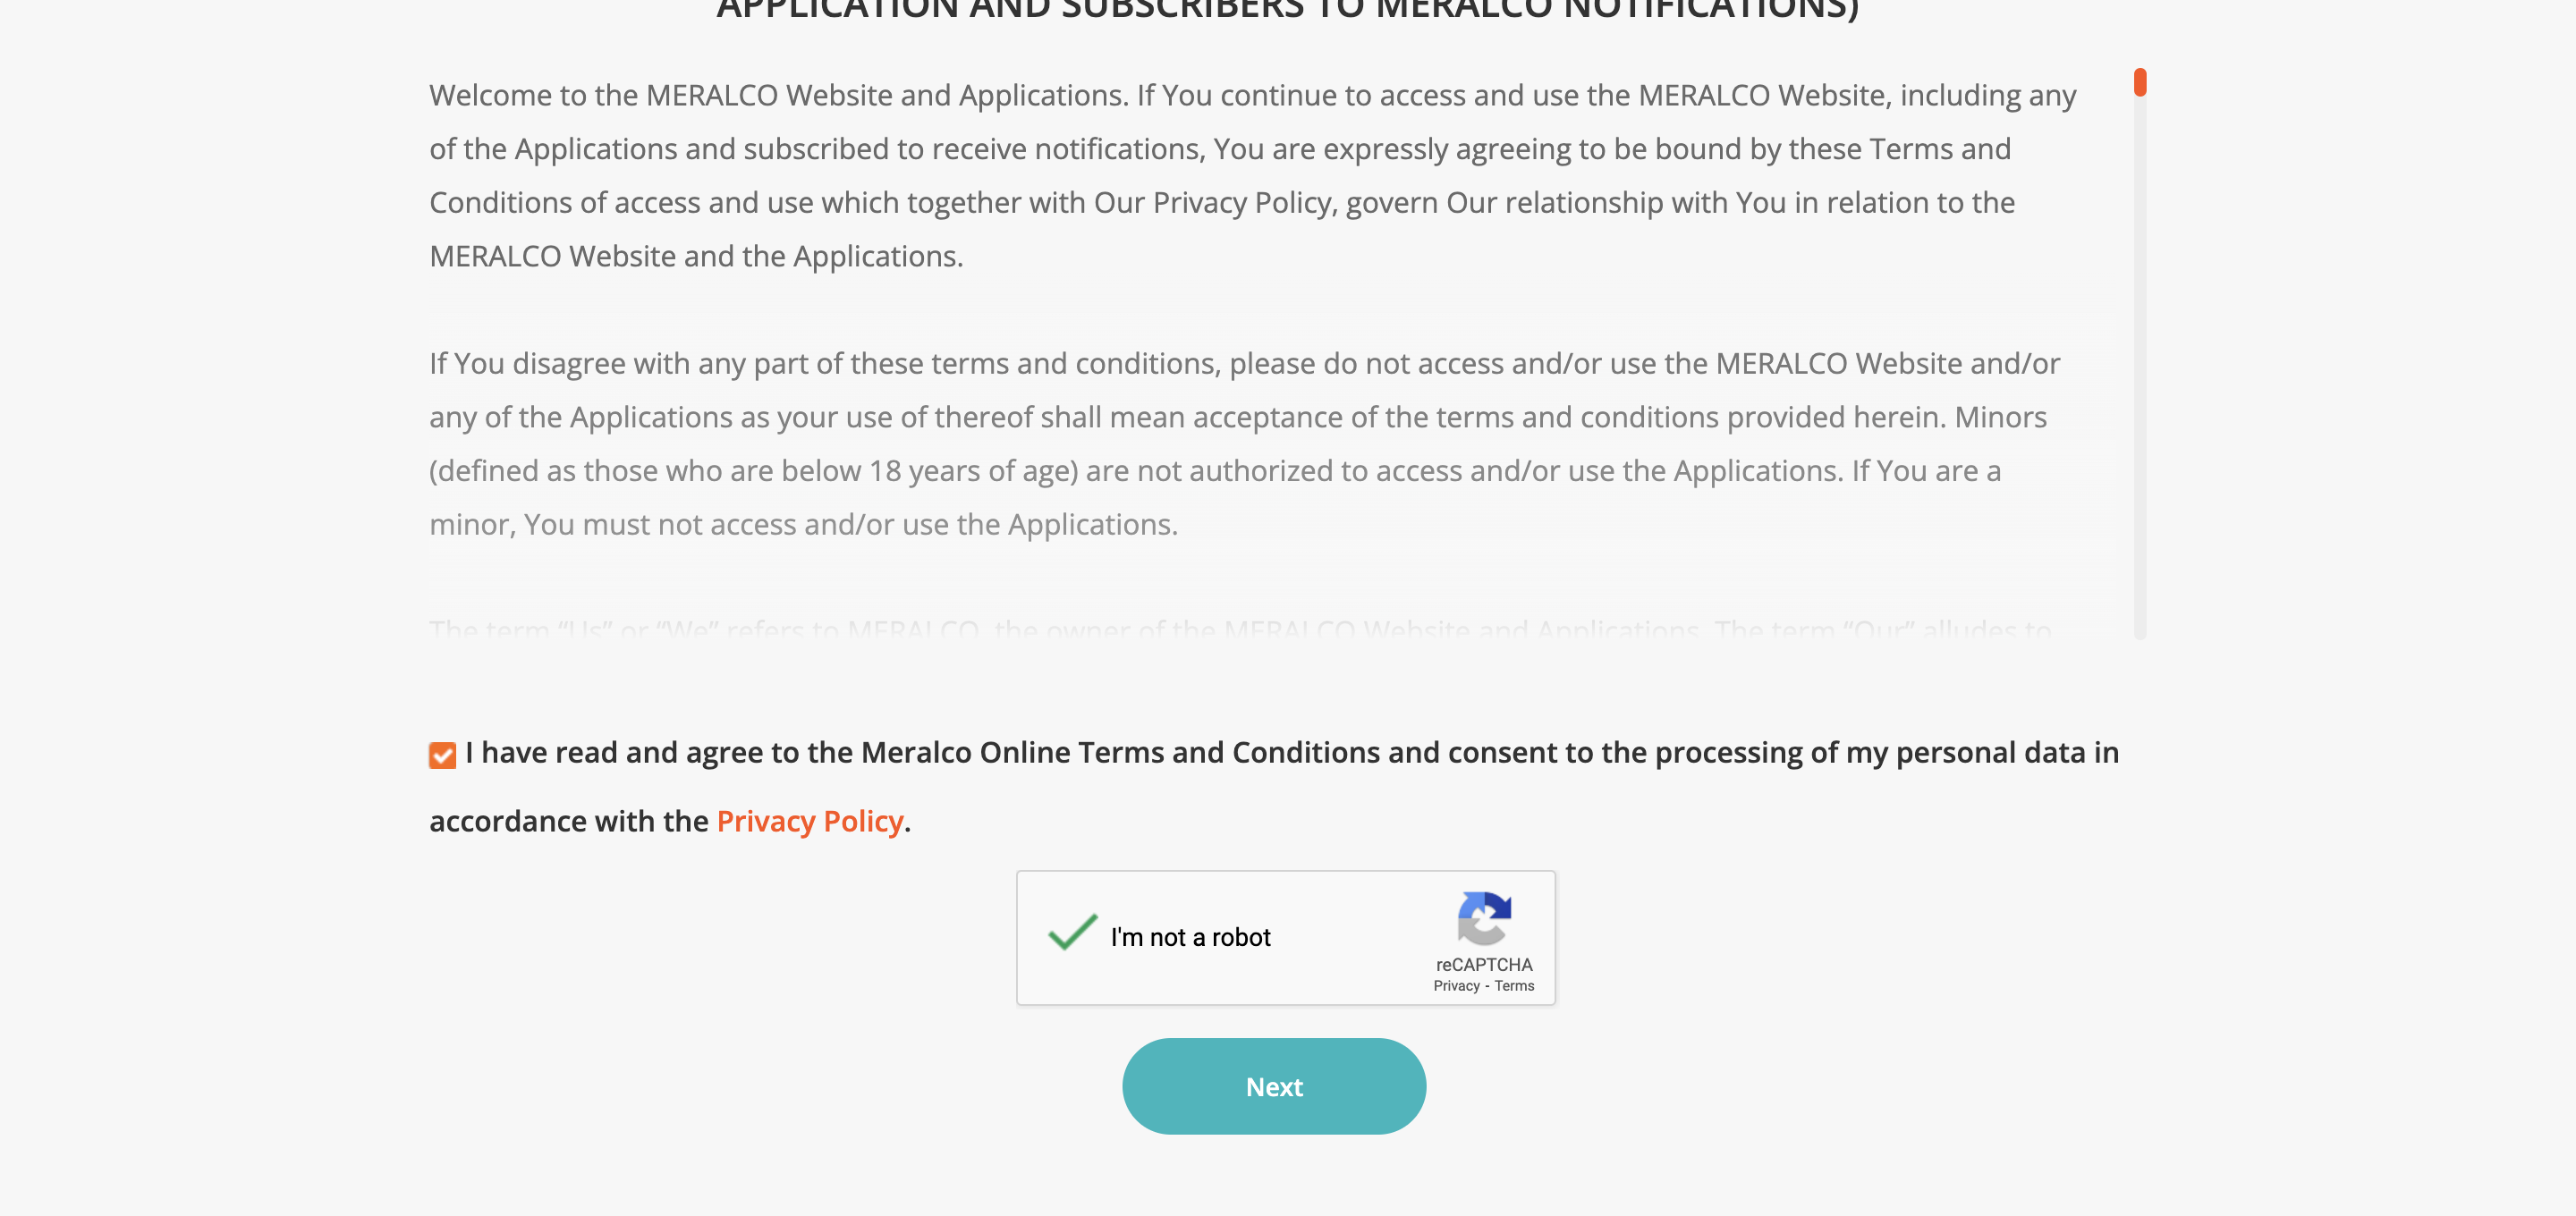 APPLICATION AND SUBSCRIBERS TO MERALCO NOTIFICATIONS)
Welcome to the MERALCO Website and Applications. If You continue to access and use the MERALCO Website, including any
of the Applications and subscribed to receive notifications, You are expressly agreeing to be bound by these Terms and
Conditions of access and use which together with Our Privacy Policy, govern Our relationship with You in relation to the
MERALCO Website and the Applications.
If You disagree with any part of these terms and conditions, please do not access and/or use the MERALCO Website and/or
any of the Applications as your use of thereof shall mean acceptance of the terms and conditions provided herein. Minors
(defined as those who are below 18 years of age) are not authorized to access and/or use the Applications. If You are a
minor, You must not access and/or use the Applications.
The term “Us” or “We” refers to MERALCO, the owner of the MERALCO Website and Applications. The term “Our” alludes to
I have read and agree to the Meralco Online Terms and Conditions and consent to the processing of my personal data in
accordance with the Privacy Policy.
I'm not a robot
reCAPTCHA
Privacy - Terms
Next